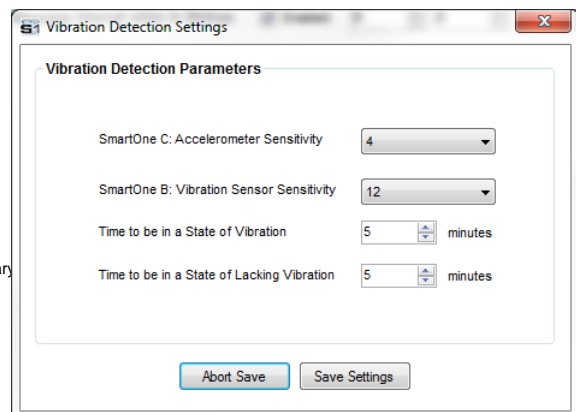 S1 Vibration Detection Settings
Vibration Detection Parameters
SmartOne C: Accelerometer Sensitivity 4
SmartOne B: Vibration Sensor Sensitivity 12
Time to be in a State of Vibration 5 minutes
ary
Time to be in a State of Lacking Vibration 5 minutes
Abort Save Save Settings